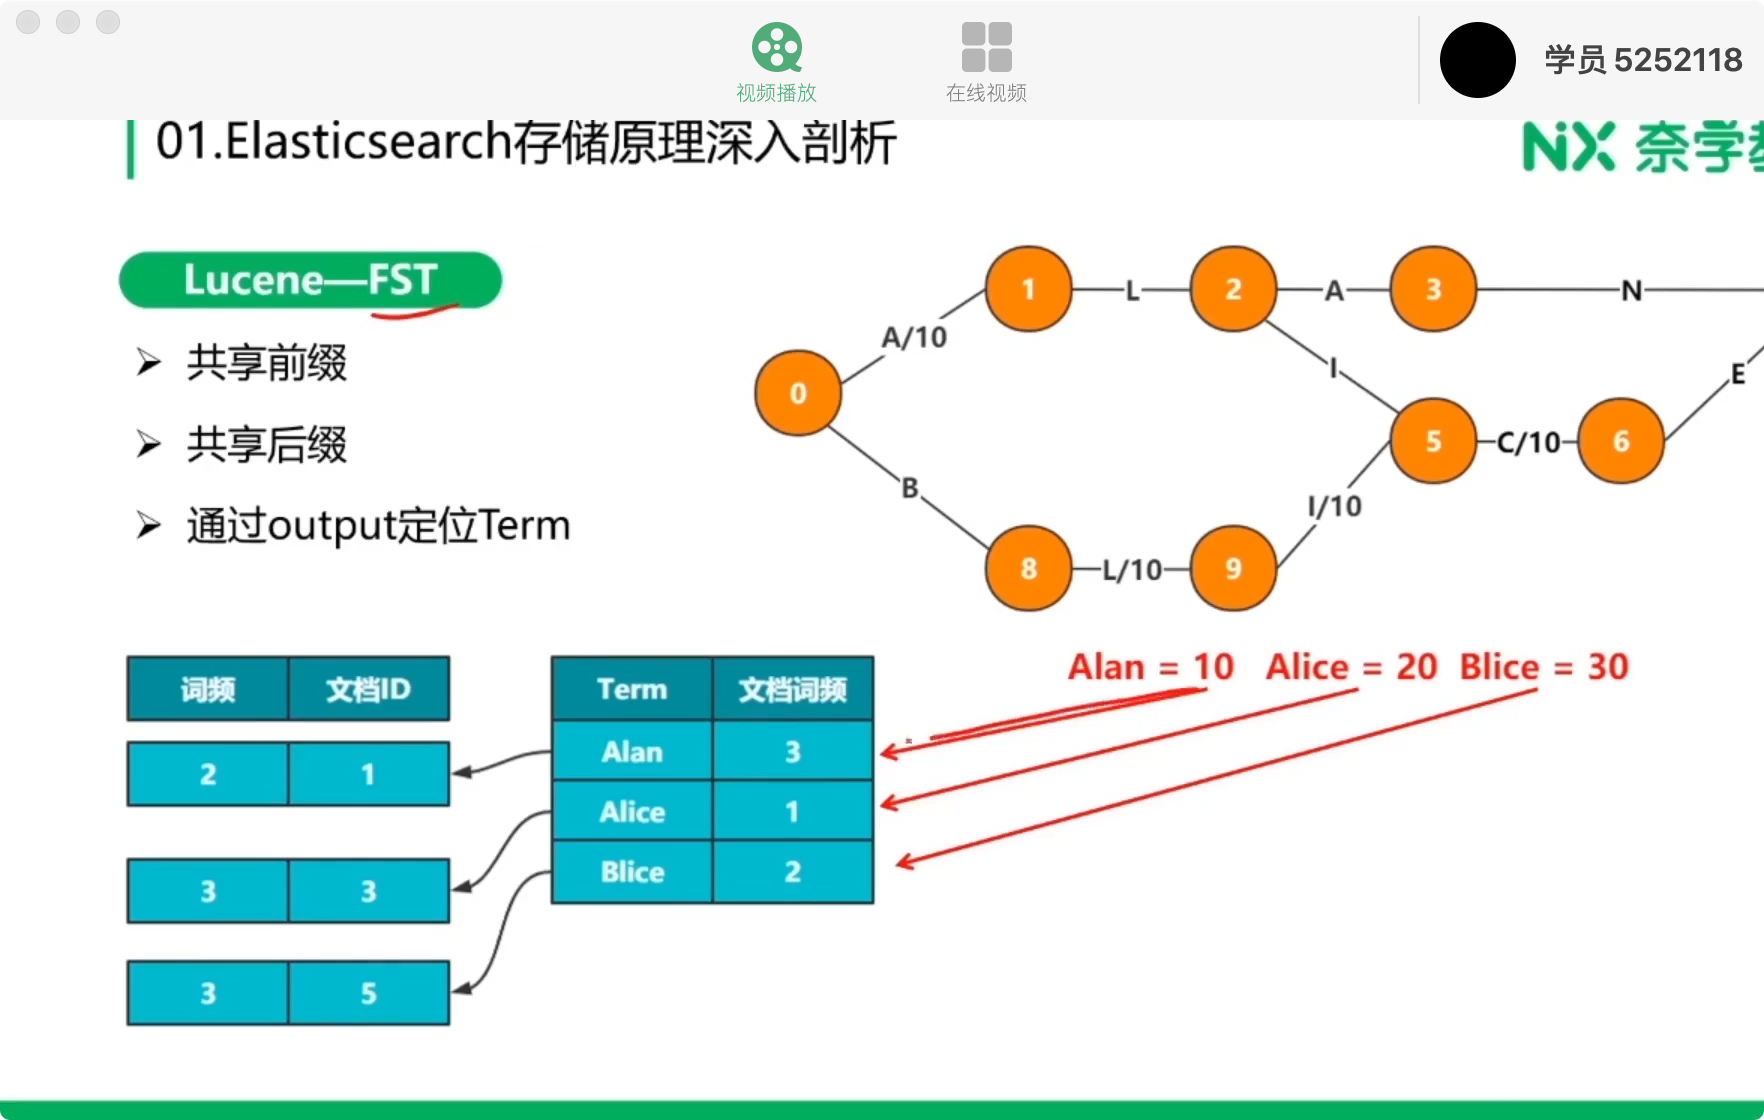 视频播放
在线视频
学员 5252118
01.Elasticsearch存储原理深入剖析
NiX 奈学
Lucene—FST
共享前缀
共享后缀
通过output定位Term
1
L
2
A
3
N
A/10
0
I
E
5
C/10
6
B
I/10
8
L/10
9
Alan = 10 Alice = 20 Blice = 30
词频 文档ID
2 1
3 3
3 5
Term 文档词频
Alan 3
Alice 1
Blice 2